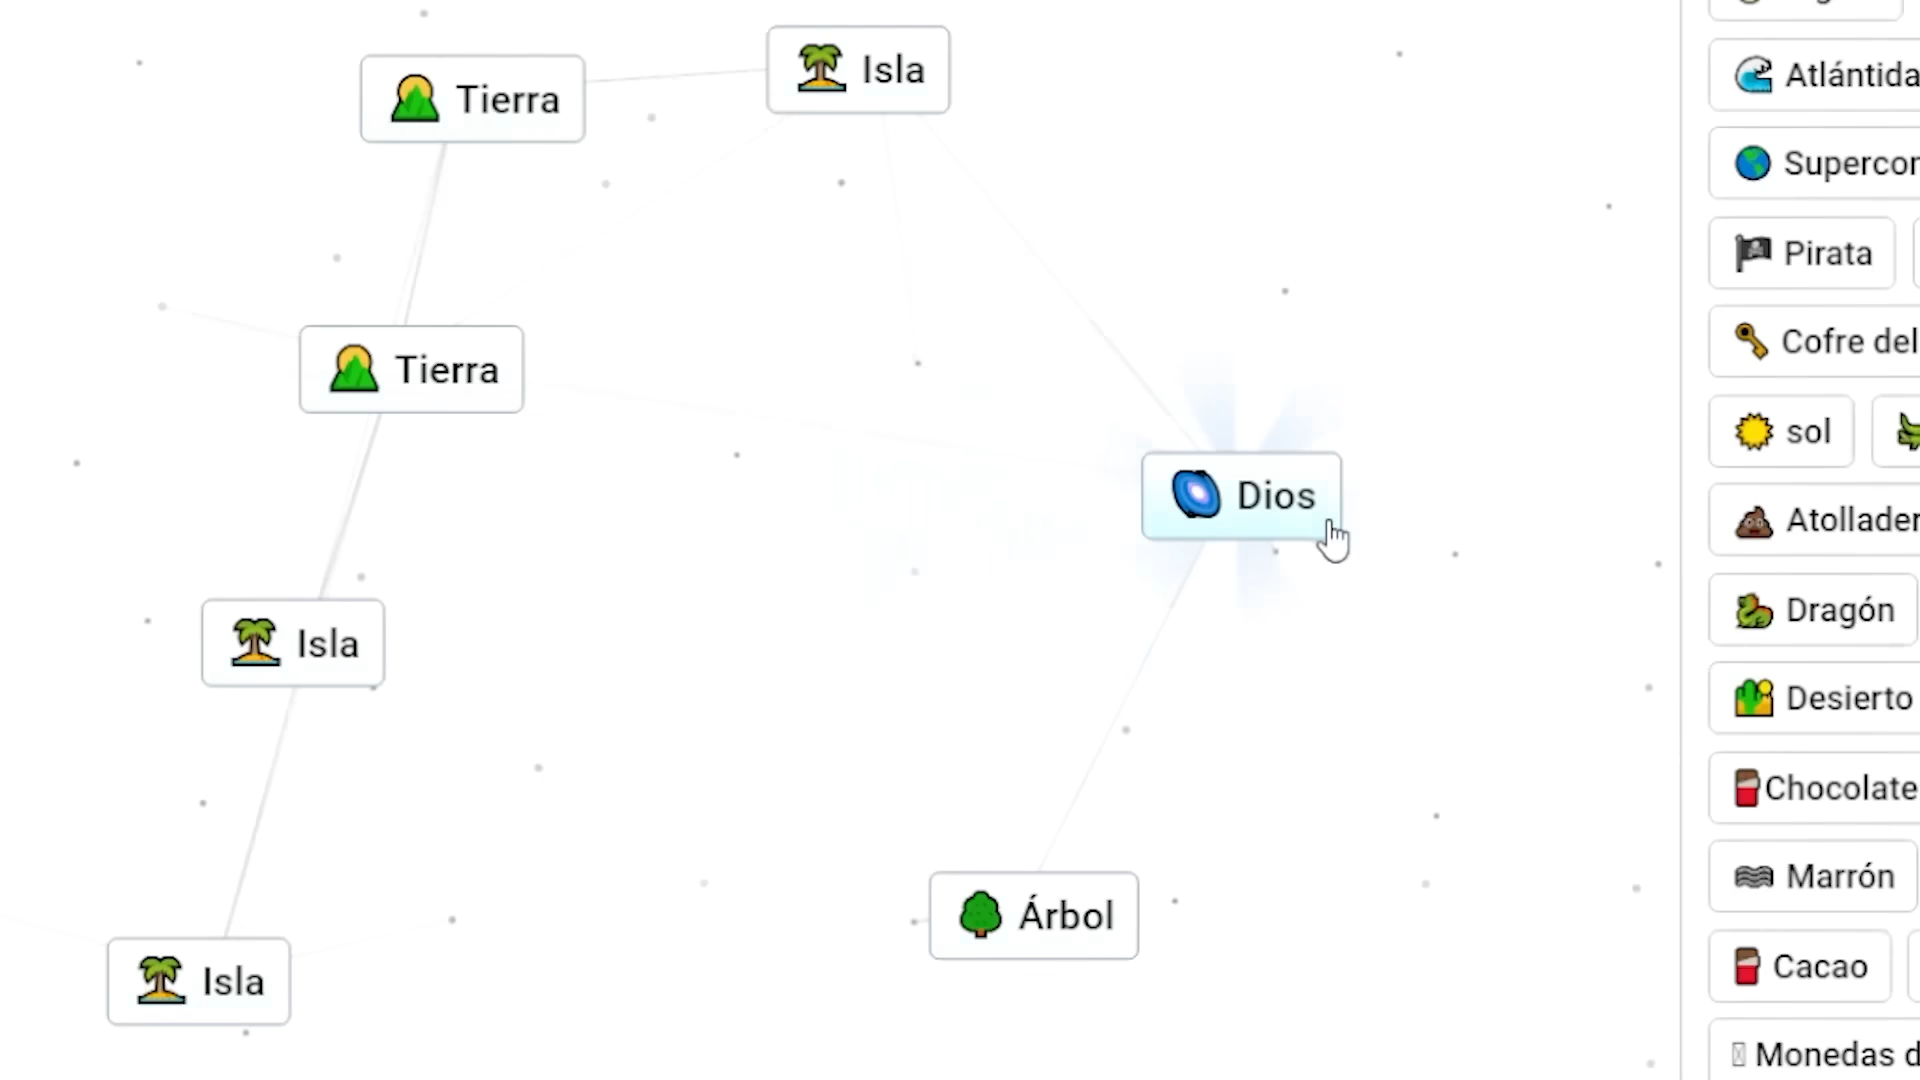 Tierra
Isla
Tierra
Isla
Isla
Dios
Árbol
Atlántida
Supercon
Pirata
Cofre del
sol
Atollader
Dragón
Desierto
Chocolate
Marrón
Cacao
Monedas d